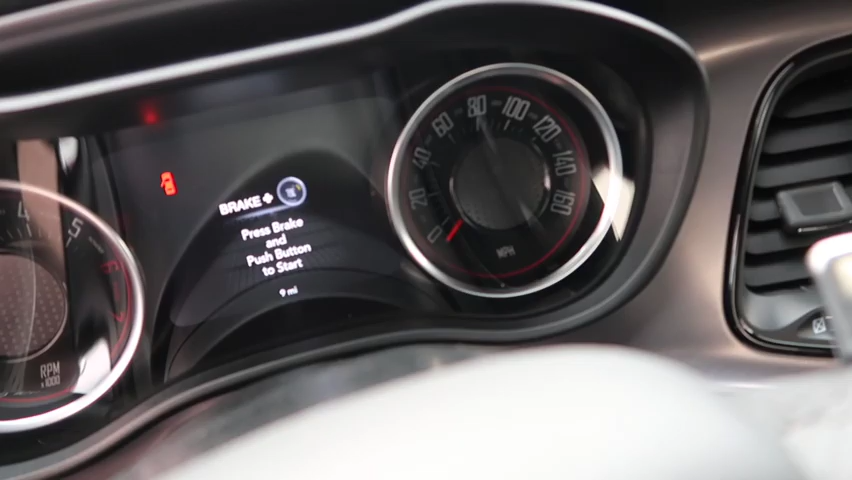 BRAKE +
Press Brake
and
Push Button
to Start
9 mi
0
20
40
60
80
100
120
140
160
MPH
4
5
RPM
x1000